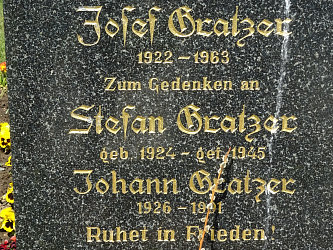 Josef Gratzer
1922 – 1963
Zum Gedenken an
Stefan Gratzer
geb. 1924 – gef. 1945
Johann Gratzer
1926 – 1991
Ruhet in Frieden!